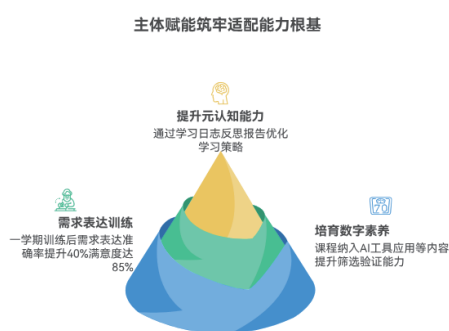 主体赋能筑牢适配能力根基
提升元认知能力
通过学习日志反思报告优化
学习策略
需求表达训练
一学期训练后需求表达准
确率提升40%满意度达
85%
培育数字素养
课程纳入AI工具应用等内容
提升筛选验证能力